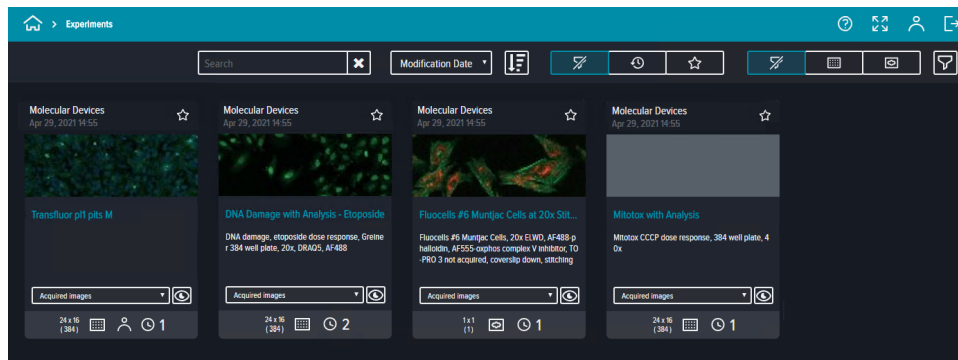 > Experiments
Search
Modification Date
Molecular Devices
Apr 29, 2021 14:55
Transfluor pl1 pits M
Acquired images
24 x 16
(384)
1
Molecular Devices
Apr 29, 2021 14:55
DNA Damage with Analysis - Etoposide
DNA damage, etoposide dose response, Greine
r 384 well plate, 20x, DRAQ5, AF488
Acquired images
24 x 16
(384)
2
Molecular Devices
Apr 29, 2021 14:55
Fluocells #6 Muntjac Cells at 20x Stit...
Fluocells #6 Muntjac Cells, 20x ELWD, AF488-p
halloidin, AF555-oxphos complex V inhibitor, TO
-PRO 3 not acquired, coverslip down, stitching
Acquired images
1 x 1
(1)
1
Molecular Devices
Apr 29, 2021 14:55
Mitotox with Analysis
Mitotox CCCP dose response, 384 well plate, 4
0x
Acquired images
24 x 16
(384)
1